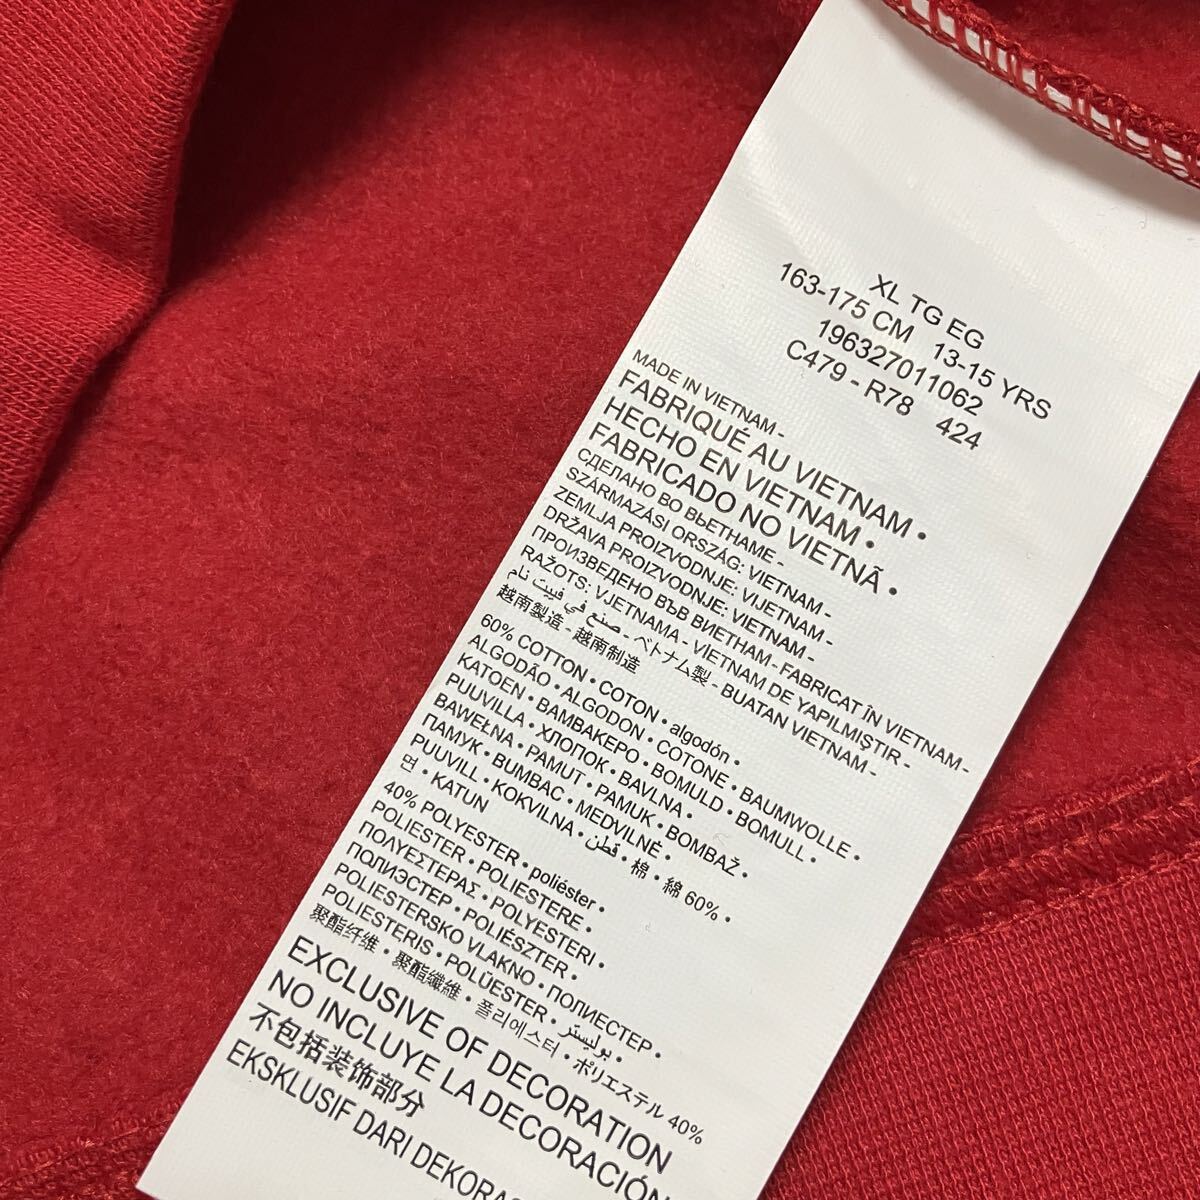 XL TG EG
163-175 CM 13-15 YRS
196327011062
C479 - R78 424
MADE IN VIETNAM -
FABRIQUÉ AU VIETNAM •
HECHO EN VIETNAM •
FABRICADO NO VIETNÃ •
СДЕЛАНО ВО ВЬЕТНАМЕ -
SZÁRMAZÁSI ORSZÁG: VIETNAM -
ZEMLJA PROIZVODNJE: VIJETNAM -
DRŽAVA PROIZVODNJE: VIETNAM -
ПРОИЗВЕДЕНО ВЪВ ВИЕТНАМ - FABRICAT ÎN VIETNAM -
RAŽOTS: VJETNAMA - VIETNAM DE YAPILMIŞTIR -
صنع في فييت نام - ベトナム製 - BUATAN VIETNAM -
越南製造 - 越南制造
60% COTTON • COTON • algodón •
ALGODÃO • ALGODON • COTONE • BAUMWOLLE •
KATOEN • ΒΑΜΒΑΚΕΡΟ • BOMULD • BOMULL •
PUUVILLA • ХЛОПОК • BAVLNA •
BAWEŁNA • PAMUT • PAMUK • BOMBAŽ •
ПАМУК • BUMBAC • MEDVILNĖ •
PUUVILL • KOKVILNA • قطن • 棉 • 綿 60% •
면 • KATUN
40% POLYESTER • poliéster •
POLIESTER • POLIESTERE •
ΠΟΛΥΕΣΤΕΡΑΣ • POLYESTERI •
ПОЛИЭСТЕР • POLIÉSZTER •
POLIESTERSKO VLAKNO • ПОЛИЕСТЕР •
POLIESTERIS • POLÜESTER • بوليستر •
聚酯纤维 • 聚酯纖維 • 폴리에스터 • ポリエステル 40%
EXCLUSIVE OF DECORATION
NO INCLUYE LA DECORACIÓN
不包括装饰部分
EKSKLUSIF DARI DEKORAS